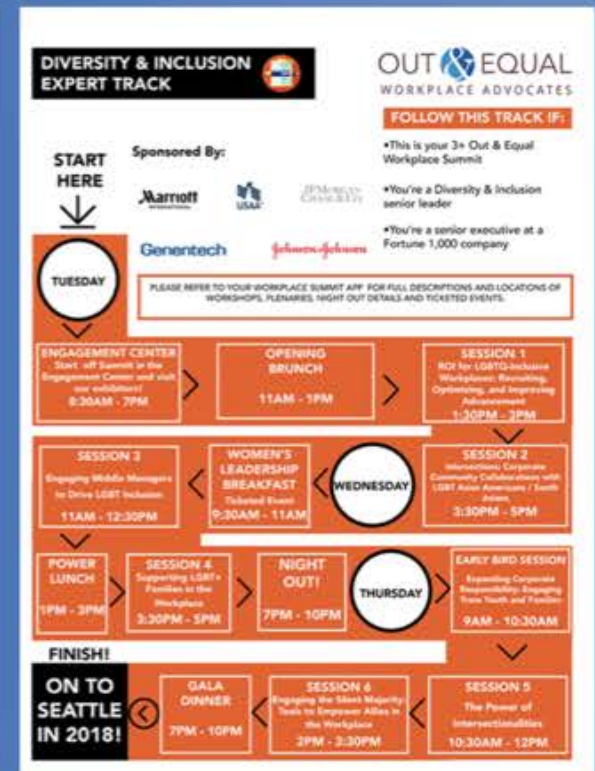 DIVERSITY & INCLUSION
EXPERT TRACK
OUT & EQUAL
WORKPLACE ADVOCATES
FOLLOW THIS TRACK IF:
•This is your 3+ Out & Equal
Workplace Summit
•You're a Diversity & Inclusion
senior leader
•You're a senior executive at a
Fortune 1,000 company
START
HERE
Sponsored By:
Marriott
INTERNATIONAL
USAA
JPMORGAN
CHASE & CO.
Genentech
Johnson & Johnson
TUESDAY
PLEASE REFER TO YOUR WORKPLACE SUMMIT APP FOR FULL DESCRIPTIONS AND LOCATIONS OF
WORKSHOPS, PLENARIES, NIGHT OUT DETAILS AND TICKETED EVENTS.
ENGAGEMENT CENTER
Start off Summit in the
Engagement Center and visit
our exhibitors!
8:30AM - 7PM
OPENING
BRUNCH
11AM - 1PM
SESSION 1
ROI for LGBTQ-Inclusive
Workplaces: Recruiting,
Optimizing, and Improving
Advancement
1:30PM - 3PM
SESSION 3
Engaging Middle Managers
to Drive LGBT Inclusion
11AM - 12:30PM
WOMEN'S
LEADERSHIP
BREAKFAST
Ticketed Event
9:30AM - 11AM
WEDNESDAY
SESSION 2
Intersections: Corporate
Community Collaborations with
LGBT Asian Americans / South
Asians
3:30PM - 5PM
POWER
LUNCH
1PM - 3PM
SESSION 4
Supporting LGBT+
Families in the
Workplace
3:30PM - 5PM
NIGHT
OUT!
7PM - 10PM
THURSDAY
EARLY BIRD SESSION
Expanding Corporate
Responsibility: Engaging
Trans Youth and Families
9AM - 10:30AM
FINISH!
ON TO
SEATTLE
IN 2018!
GALA
DINNER
7PM - 10PM
SESSION 6
Engaging the Silent Majority:
Tools to Empower Allies in
the Workplace
2PM - 3:30PM
SESSION 5
The Power of
Intersectionalities
10:30AM - 12PM